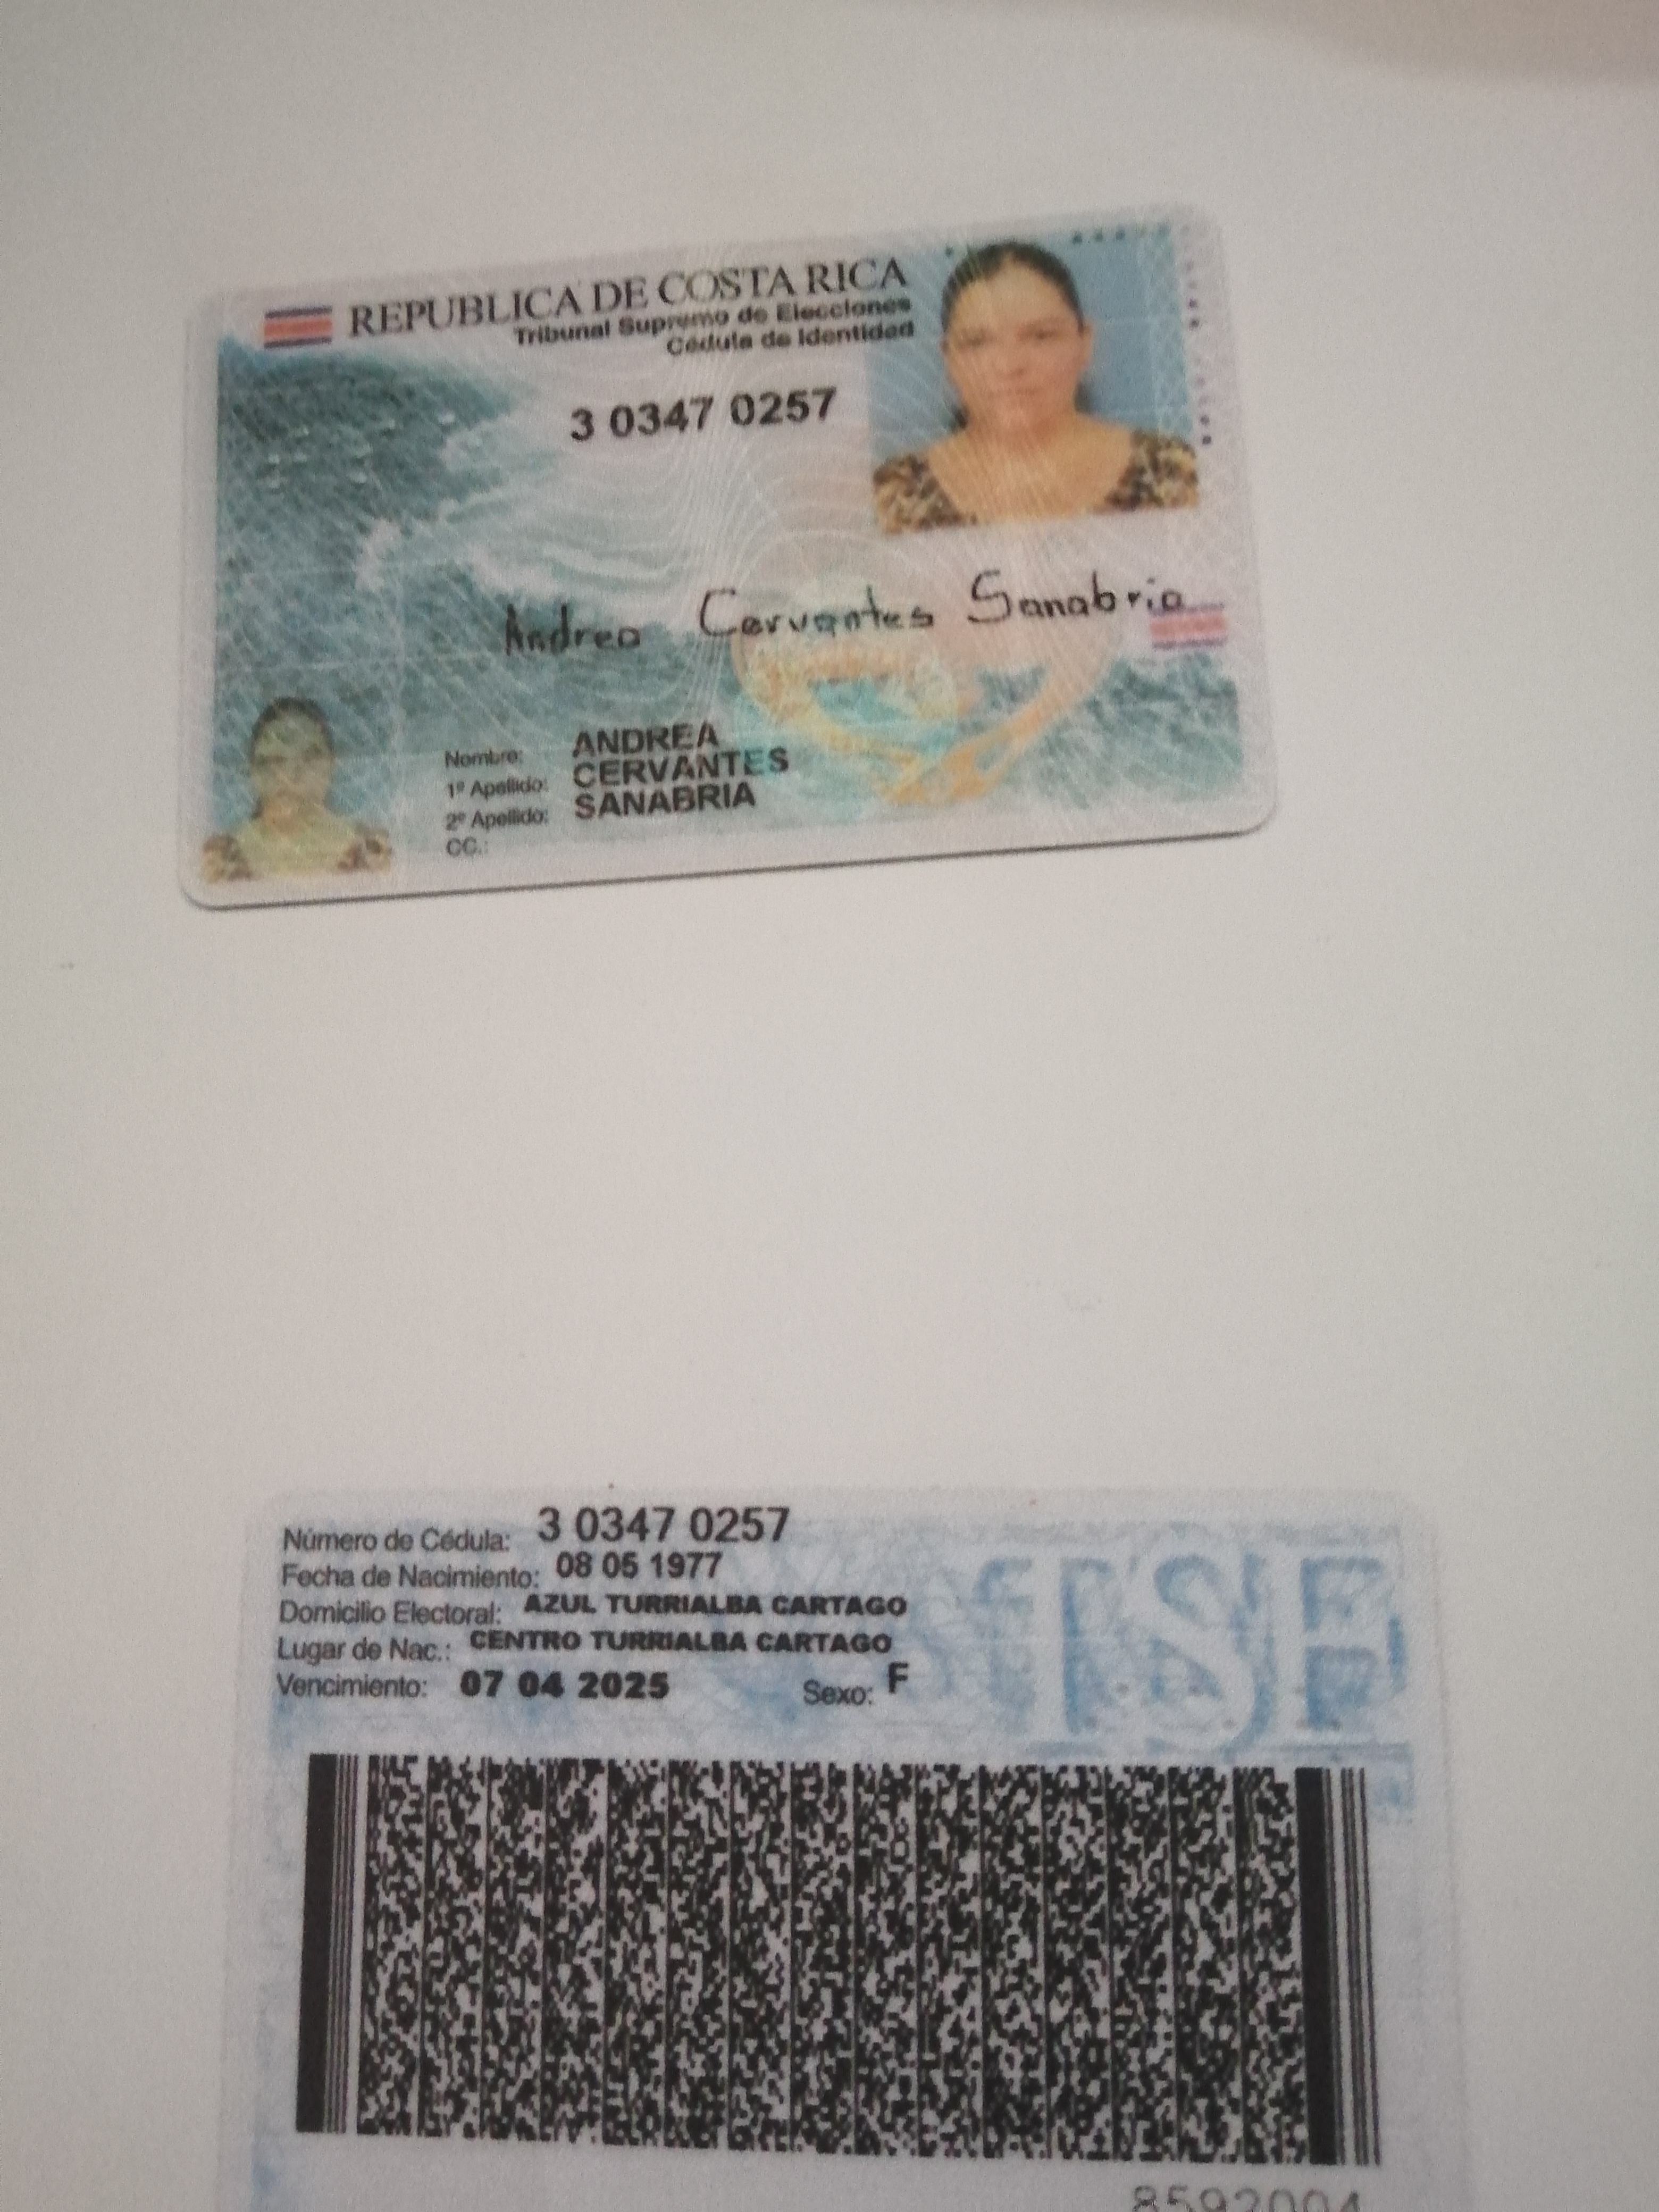 REPUBLICA DE COSTA RICA
Tribunal Supremo de Elecciones
Cédula de Identidad
3 0347 0257
Andrea Cervantes Sanabria
Nombre: ANDREA
1º Apellido: CERVANTES
2º Apellido: SANABRIA
CC.:
Número de Cédula: 3 0347 0257
Fecha de Nacimiento: 08 05 1977
Domicilio Electoral: AZUL TURRIALBA CARTAGO
Lugar de Nac.: CENTRO TURRIALBA CARTAGO
Vencimiento: 07 04 2025 Sexo: F
TSE
8592004